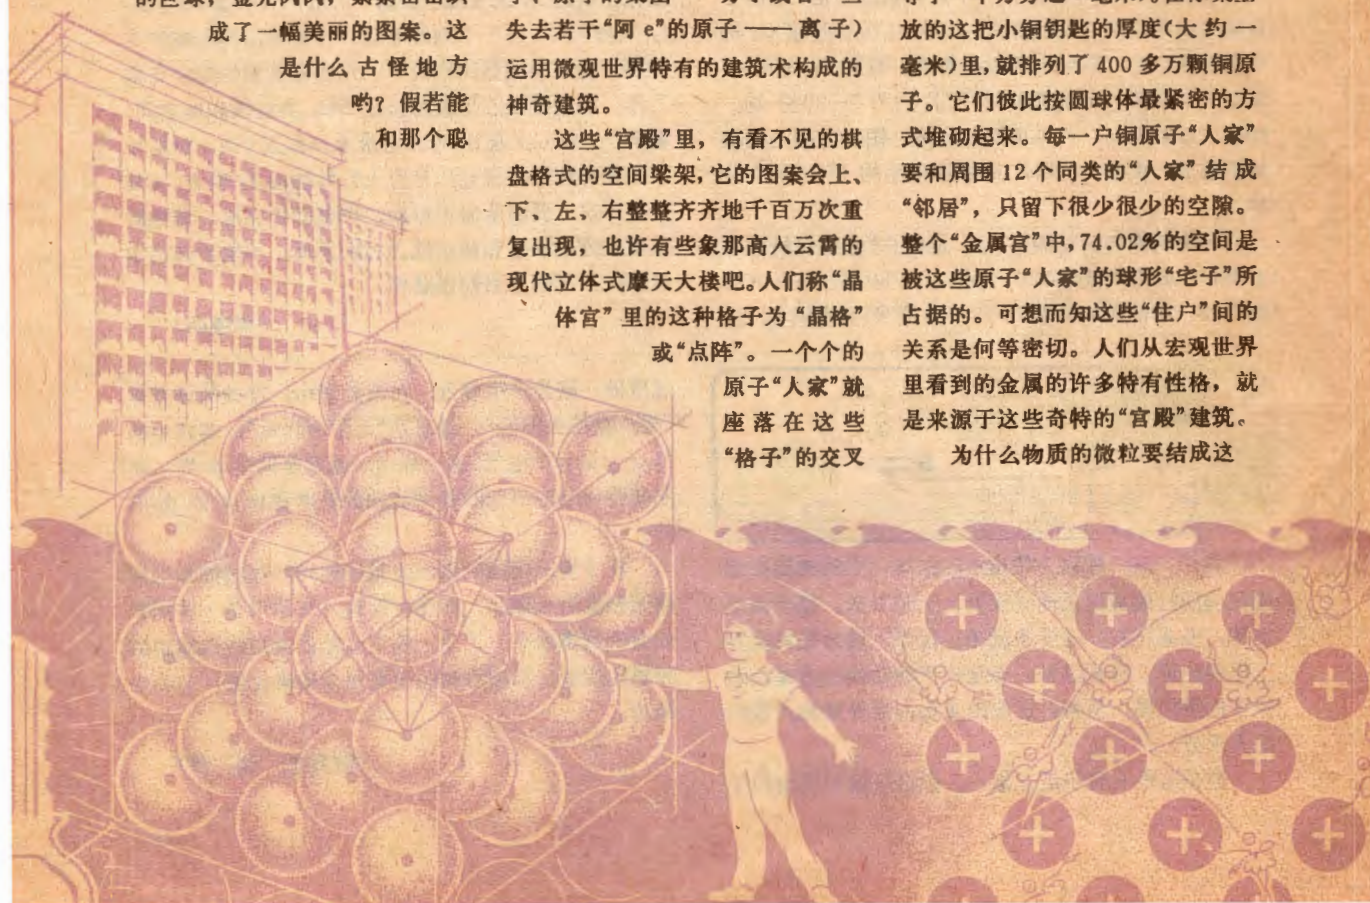 成了一幅美丽的图案。这
是什么古怪地方
哟？假若能
和那个聪
失去若干“阿 e”的原子——离子）
运用微观世界特有的建筑术构成的
神奇建筑。
这些“宫殿”里，有看不见的棋
盘格式的空间梁架，它的图案会上、
下、左、右整整齐齐地千百万次重
复出现，也许有些象那高入云霄的
现代立体式摩天大楼吧。人们称“晶
体宫”里的这种格子为“晶格”
或“点阵”。一个个的
原子“人家”就
座落在这些
“格子”的交叉
放的这把小铜钥匙的厚度（大约一
毫米）里，就排列了 400 多万颗铜原
子。它们彼此按圆球体最紧密的方
式堆砌起来。每一户铜原子“人家”
要和周围 12 个同类的“人家”结成
“邻居”，只留下很少很少的空隙。
整个“金属宫”中，74.02%的空间是
被这些原子“人家”的球形“宅子”所
占据的。可想而知这些“住户”间的
关系是何等密切。人们从宏观世界
里看到的金属的许多特有性格，就
是来源于这些奇特的“宫殿”建筑。
为什么物质的微粒要结成这